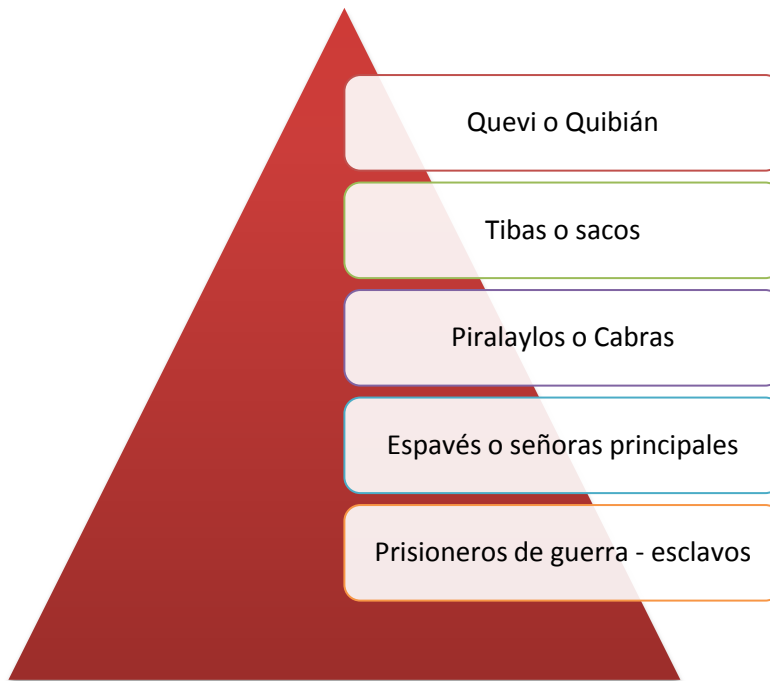 Quevi o Quibián
Tibas o sacos
Piralaylos o Cabras
Espavés o señoras principales
Prisioneros de guerra - esclavos